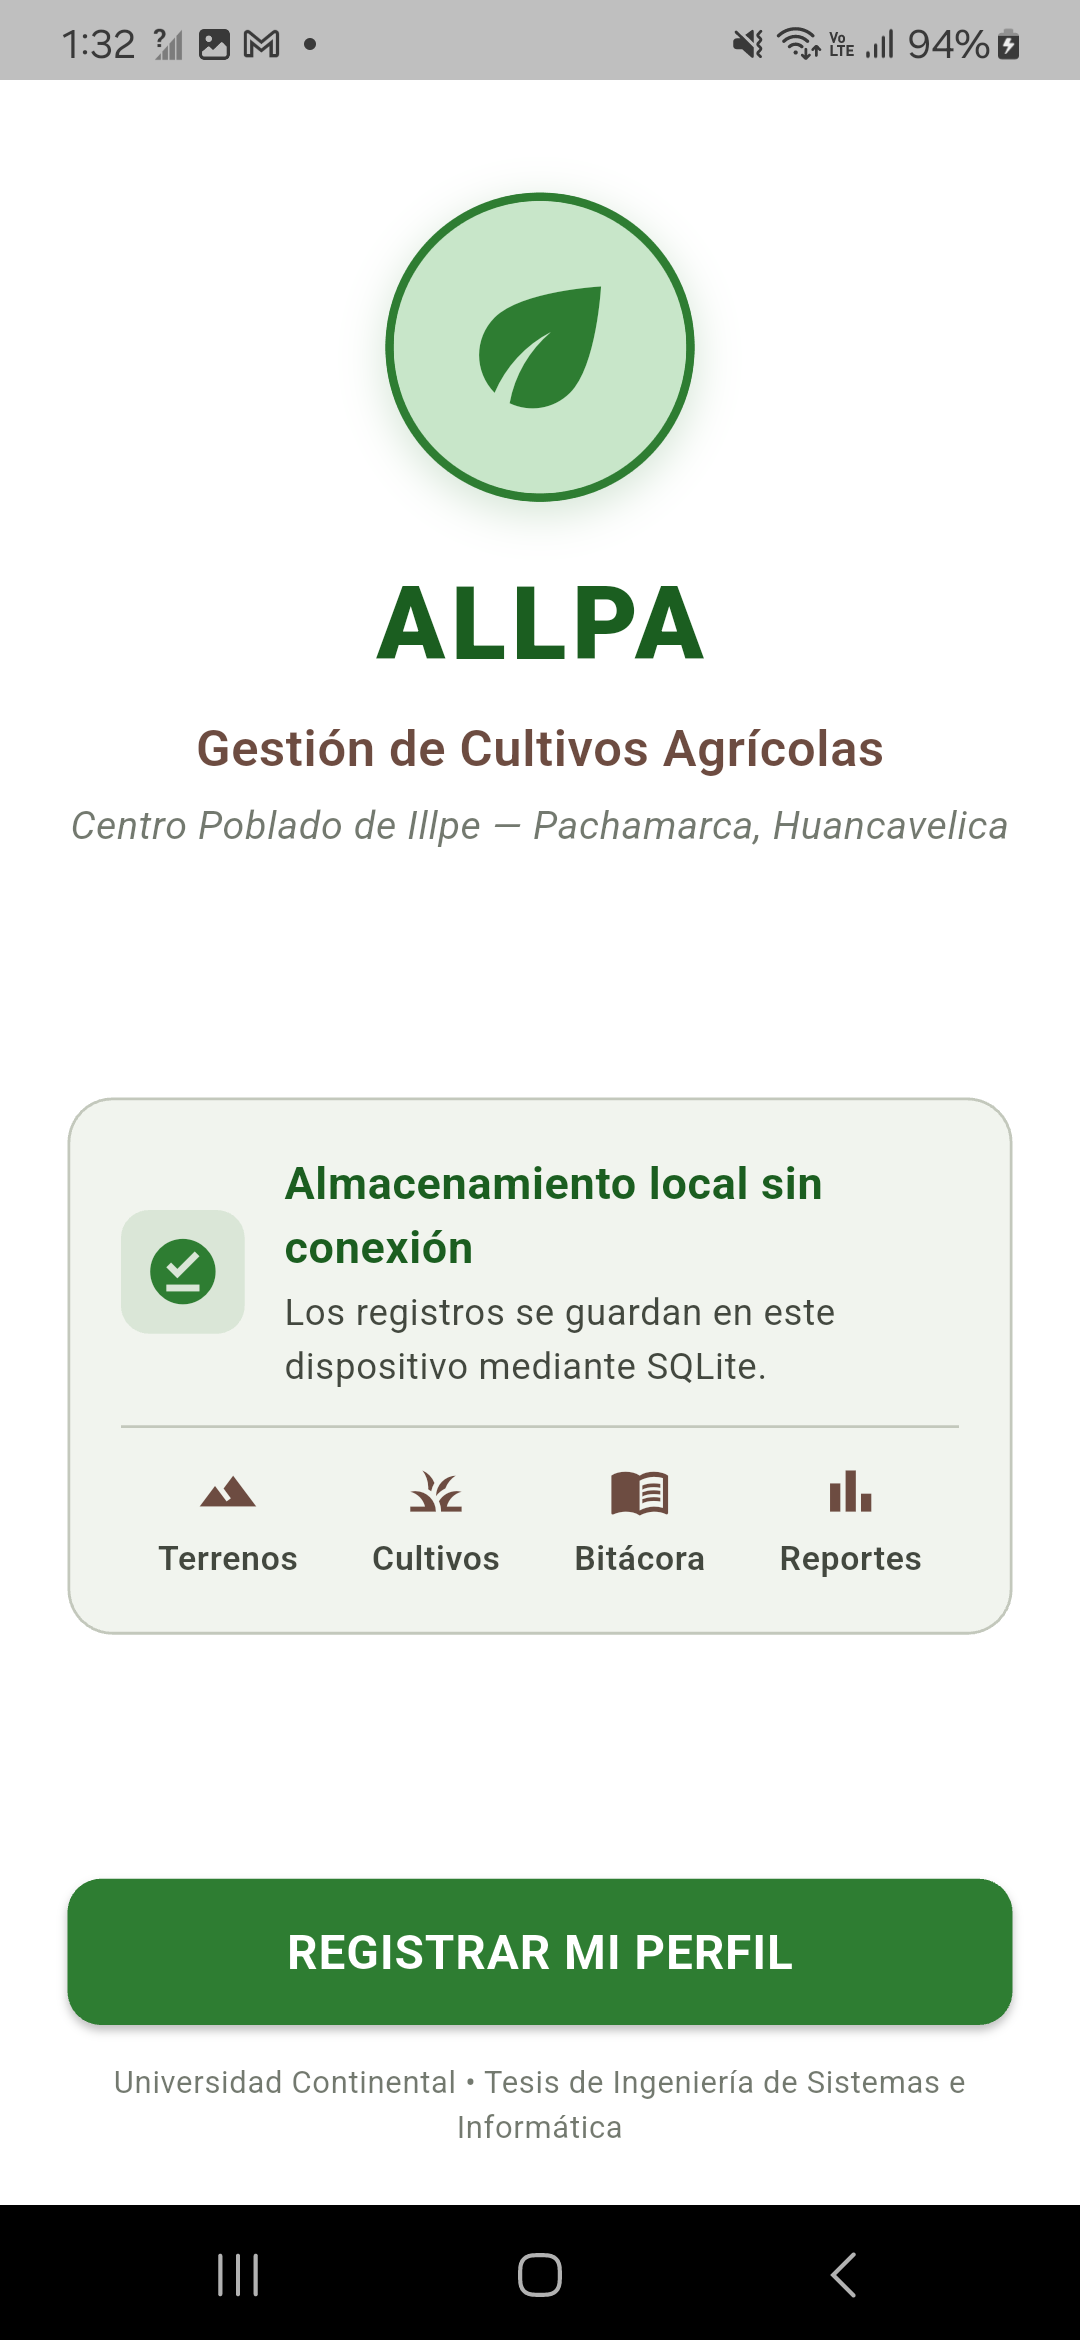 1:32
Vo
LTE
94%
ALLPA
Gestión de Cultivos Agrícolas
Centro Poblado de Illpe — Pachamarca, Huancavelica
Almacenamiento local sin
conexión
Los registros se guardan en este
dispositivo mediante SQLite.
Terrenos
Cultivos
Bitácora
Reportes
REGISTRAR MI PERFIL
Universidad Continental • Tesis de Ingeniería de Sistemas e
Informática